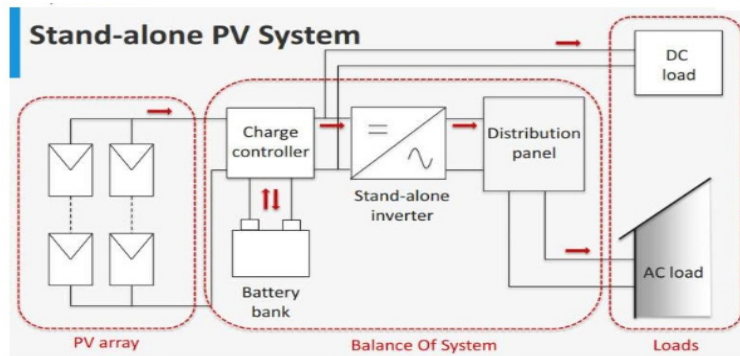 Stand-alone PV System
DC
load
Charge
controller
Distribution
panel
Stand-alone
inverter
Battery
bank
AC load
PV array
Balance Of System
Loads